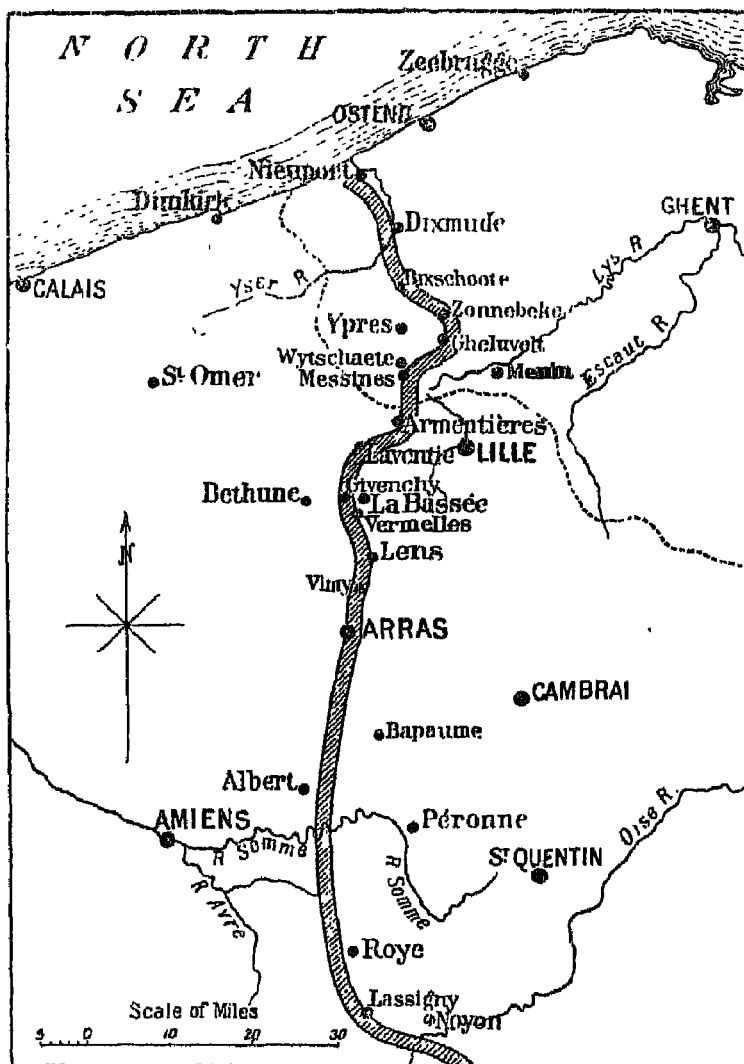 NORTH
SEA
Zeebrugge
OSTEND
Nieuport
Dunkirk
Dixmude
GHENT
Lys R
CALAIS
Yser R
Bixschoote
Zonnebeke
Ypres
Gheluvelt
Escaut R
Wytschaete
Messines
Menin
St. Omer
Armentières
Laventie
LILLE
Givenchy
Bethune
La Bassée
Vermelles
N
Lens
Vimy
ARRAS
CAMBRAI
Bapaume
Albert
Oise R.
AMIENS
Péronne
R Somme
ST QUENTIN
R Somme
R Avre
Roye
Lassigny
Noyon
Scale of Miles
5 0 10 20 30